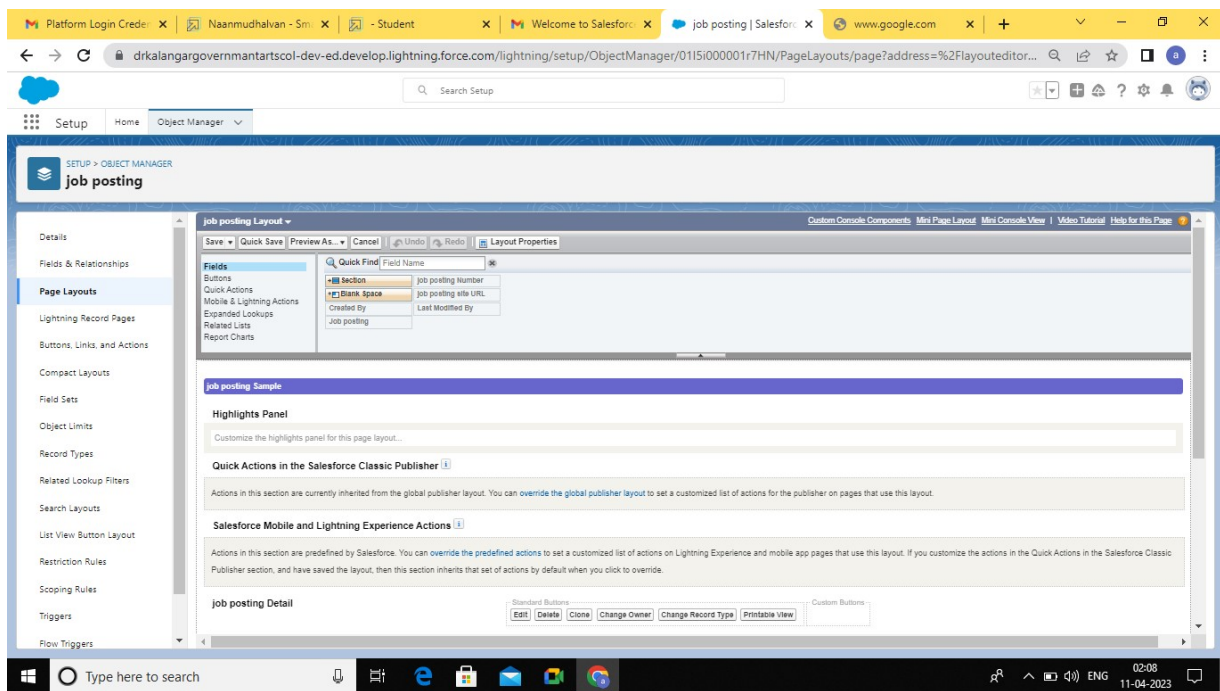 Platform Login Creder
Naanmudhalvan - Sm
- Student
Welcome to Salesforc
job posting | Salesforc
www.google.com
drkalangargovernmantartscol-dev-ed.develop.lightning.force.com/lightning/setup/ObjectManager/01I5i000001r7HN/PageLayouts/page?address=%2Flayouteditor...
a
Search Setup
Setup
Home
Object Manager
SETUP > OBJECT MANAGER
job posting
Details
Fields & Relationships
Page Layouts
Lightning Record Pages
Buttons, Links, and Actions
Compact Layouts
Field Sets
Object Limits
Record Types
Related Lookup Filters
Search Layouts
List View Button Layout
Restriction Rules
Scoping Rules
Triggers
Flow Triggers
job posting Layout
Custom Console Components Mini Page Layout Mini Console View | Video Tutorial Help for this Page
Save Quick Save Preview As... Cancel Undo Redo Layout Properties
Fields
Buttons
Quick Actions
Mobile & Lightning Actions
Expanded Lookups
Related Lists
Report Charts
Quick Find Field Name
Section job posting Number
Blank Space job posting site URL
Created By Last Modified By
Job posting
job posting Sample
Highlights Panel
Customize the highlights panel for this page layout...
Quick Actions in the Salesforce Classic Publisher
Actions in this section are currently inherited from the global publisher layout. You can override the global publisher layout to set a customized list of actions for the publisher on pages that use this layout.
Salesforce Mobile and Lightning Experience Actions
Actions in this section are predefined by Salesforce. You can override the predefined actions to set a customized list of actions on Lightning Experience and mobile app pages that use this layout. If you customize the actions in the Quick Actions in the Salesforce Classic
Publisher section, and have saved the layout, then this section inherits that set of actions by default when you click to override.
job posting Detail
Standard Buttons
Edit Delete Clone Change Owner Change Record Type Printable View
Custom Buttons
Type here to search
ENG
02:08
11-04-2023